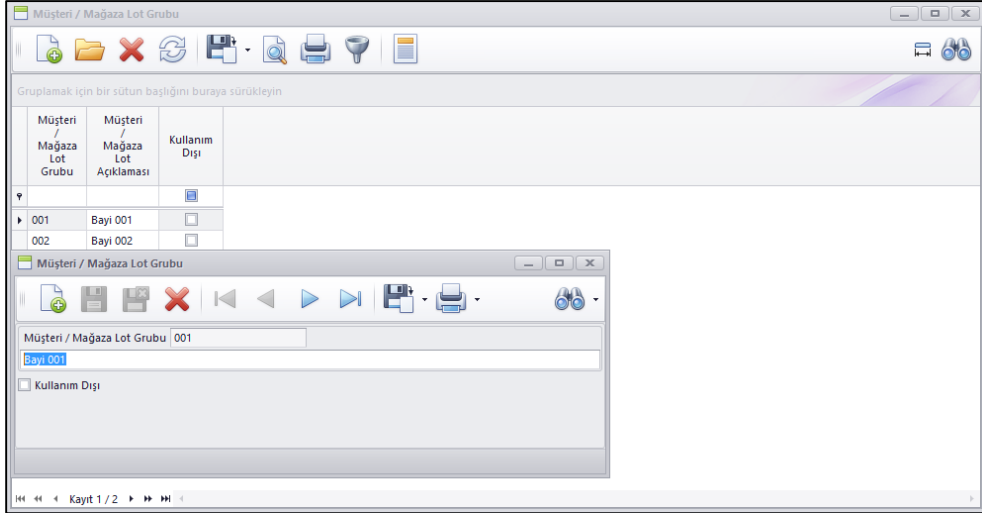 Müşteri / Mağaza Lot Grubu
Gruplamak için bir sütun başlığını buraya sürükleyin
Müşteri / Mağaza Lot Grubu
Müşteri / Mağaza Lot Açıklaması
Kullanım Dışı
001 Bayi 001
002 Bayi 002
Müşteri / Mağaza Lot Grubu
Müşteri / Mağaza Lot Grubu 001
Bayi 001
Kullanım Dışı
Kayıt 1 / 2